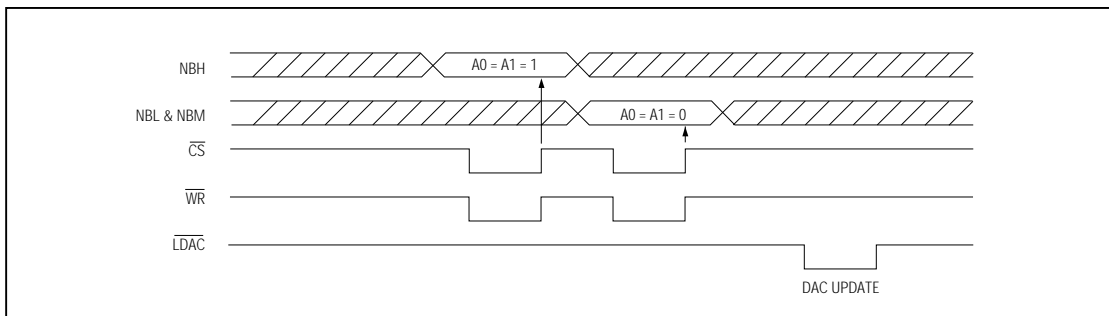 NBH
A0 = A1 = 1
NBL & NBM
A0 = A1 = 0
CS
WR
LDAC
DAC UPDATE